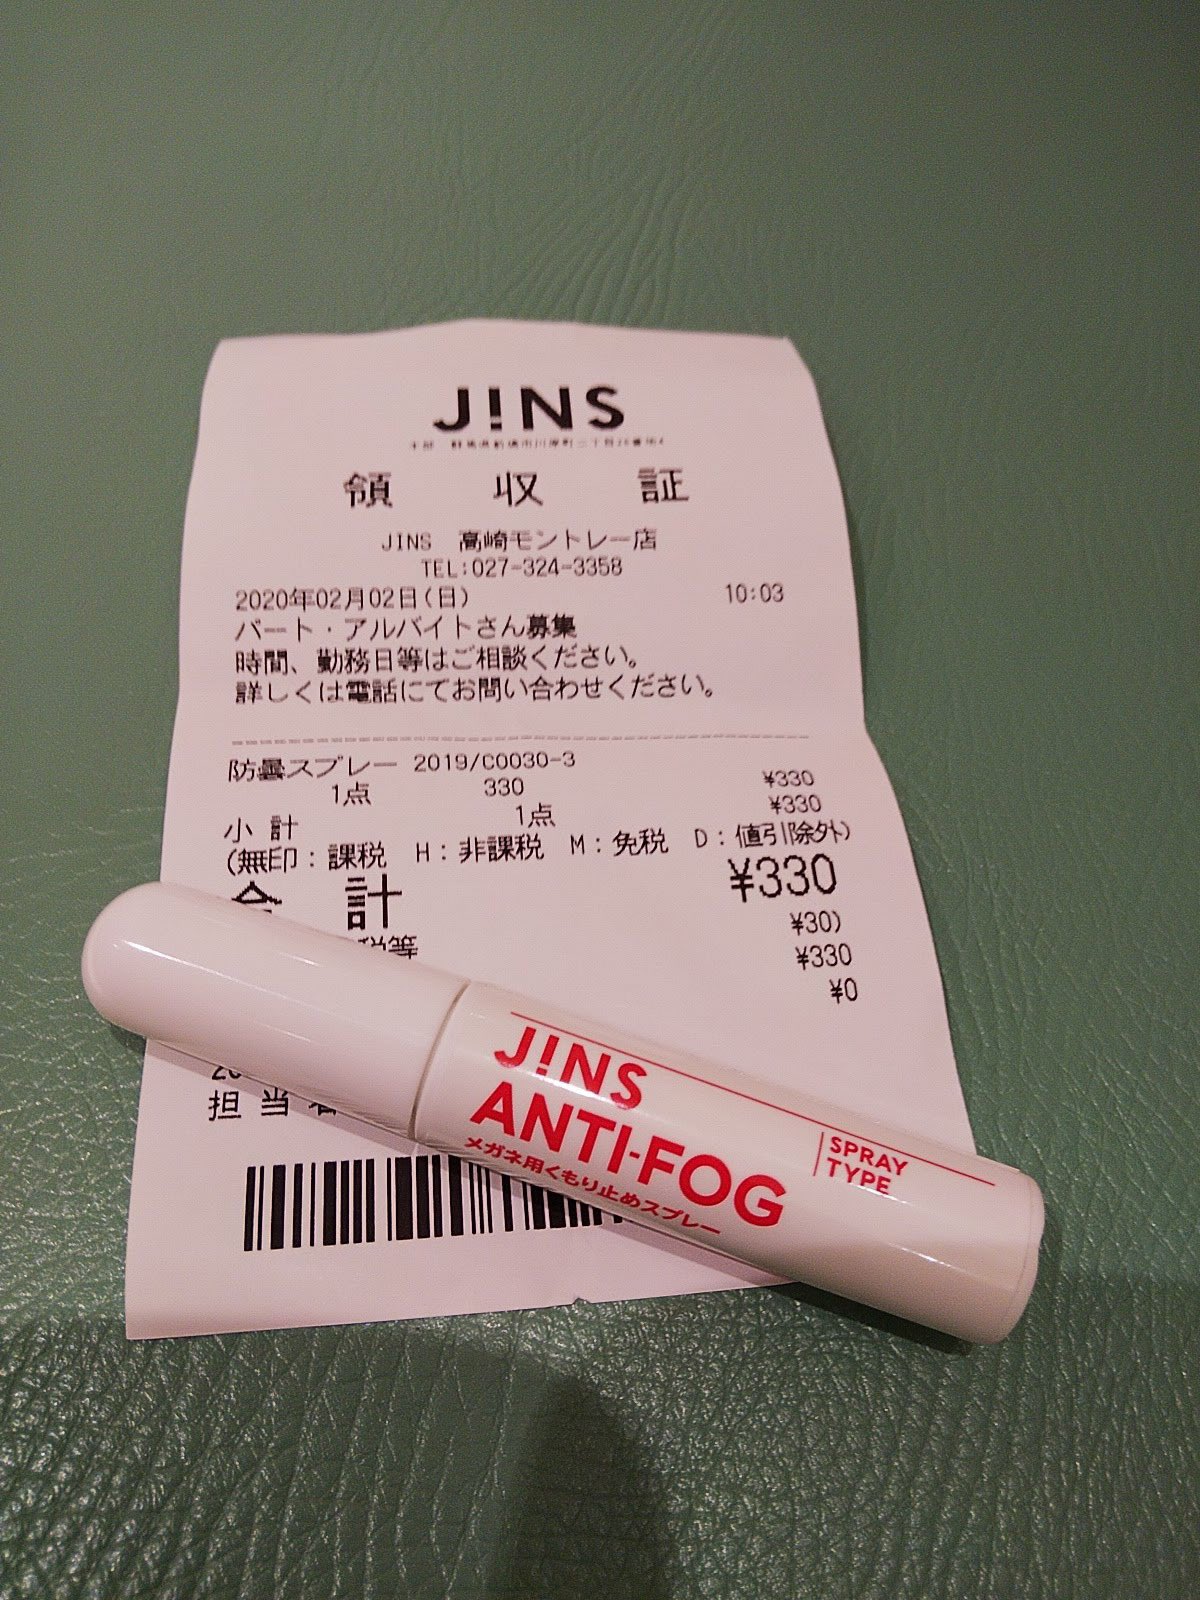 JINS
領収証
JINS 高崎モントレー店
TEL:027-324-3358
2020年02月02日(日) 10:03
パート・アルバイトさん募集
時間、勤務日等はご相談ください。
詳しくは電話にてお問い合わせください。
防曇スプレー 2019/C0030-3
1点 330 ¥330
小計 1点 ¥330
(無印:課税 H:非課税 M:免税 D:値引除外)
合計 ¥330
税等 ¥30)
¥330
¥0
担当者
J!NS
ANTI-FOG
メガネ用くもり止めスプレー
SPRAY
TYPE